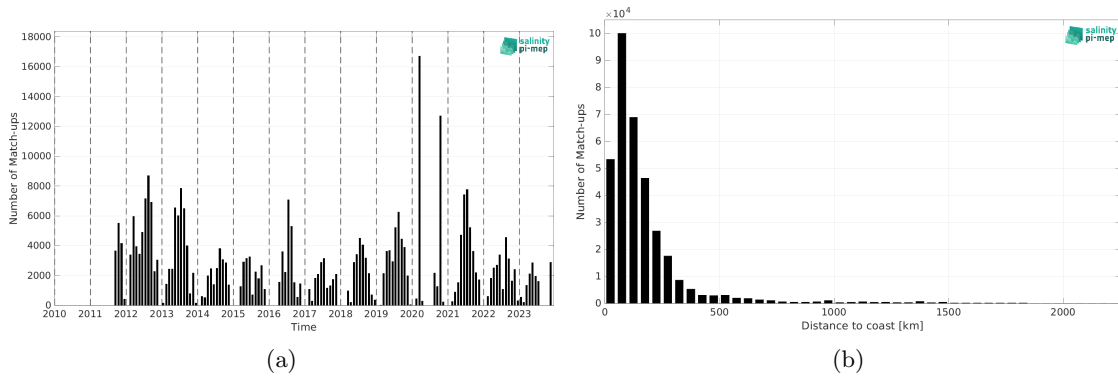 18000
16000
14000
12000
10000
8000
6000
4000
2000
0
Number of Match-ups
2010 2011 2012 2013 2014 2015 2016 2017 2018 2019 2020 2021 2022 2023
Time
salinity
pi-mep
(a)
×10⁴
10
9
8
7
6
5
4
3
2
1
0
Number of Match-ups
0 500 1000 1500 2000
Distance to coast [km]
salinity
pi-mep
(b)